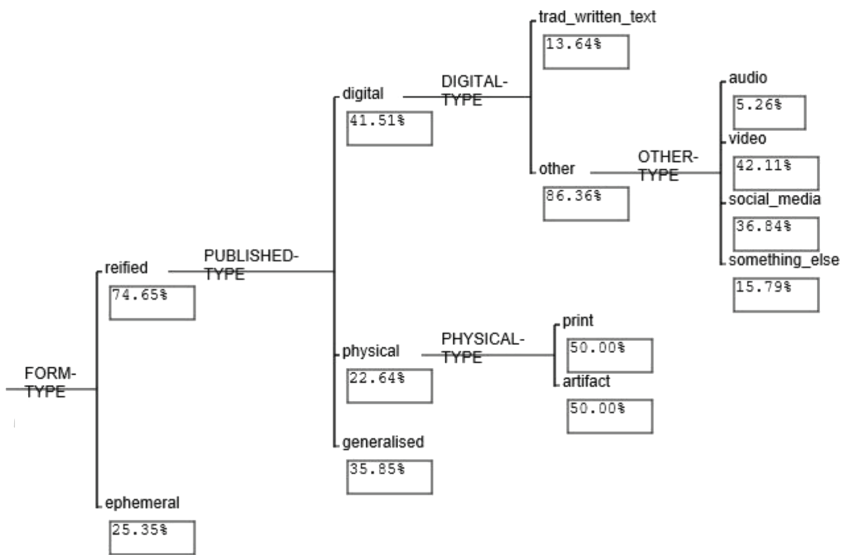 trad_written_text
13.64%
digital
41.51%
DIGITAL-
TYPE
audio
5.26%
video
42.11%
other
86.36%
OTHER-
TYPE
social_media
36.84%
something_else
15.79%
reified
74.65%
PUBLISHED-
TYPE
print
50.00%
physical
22.64%
PHYSICAL-
TYPE
artifact
50.00%
FORM-
TYPE
generalised
35.85%
ephemeral
25.35%